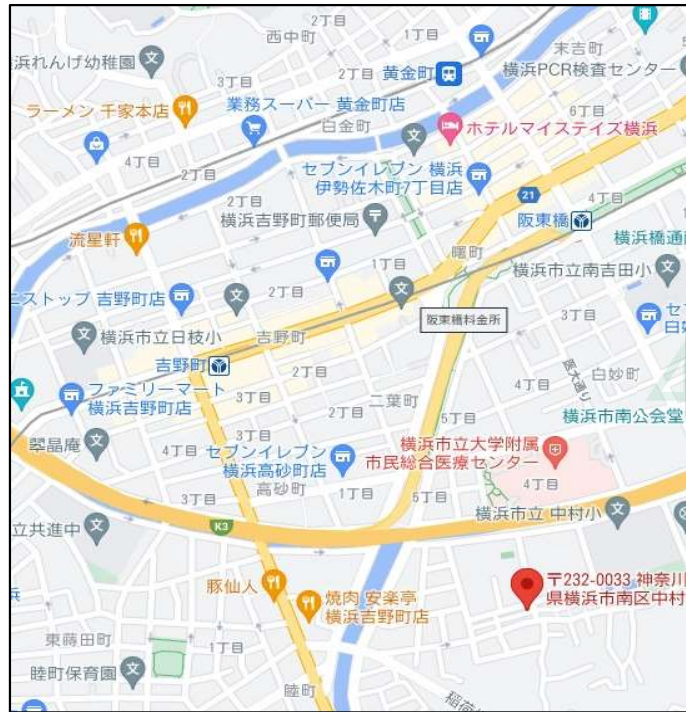 2丁目
1丁目
西中町
末吉町
浜れんげ幼稚園
3丁目
2丁目
黄金町
横浜PCR検査センター
ラーメン 千家本店
業務スーパー 黄金町店
6丁目
白金町
ホテルマイステイズ横浜
4丁目
2丁目
セブンイレブン 横浜
伊勢佐木町7丁目店
21
4丁目
2丁目
横浜吉野町郵便局
阪東橋
流星軒
曙町
横浜橋通
1丁目
横浜市立南吉田小
ニストップ 吉野町店
2丁目
阪東橋料金所
3丁目
セブ
白妙
横浜市立日枝小
吉野町
吉野町
2丁目
医大通り
白妙町
4丁目
ファミリーマート
横浜吉野町店
3丁目
二葉町
5丁目
横浜市南公会堂
翠晶庵
3丁目
4丁目
セブンイレブン
横浜高砂町店
横浜市立大学附属
市民総合医療センター
3丁目
高砂町
1丁目
5丁目
4丁目
立共進中
K3
横浜市立 中村小
豚仙人
焼肉 安楽亭
横浜吉野町店
〒232-0033 神奈川
県横浜市南区中村
浜
東蒔田町
1丁目
睦町保育園
睦町